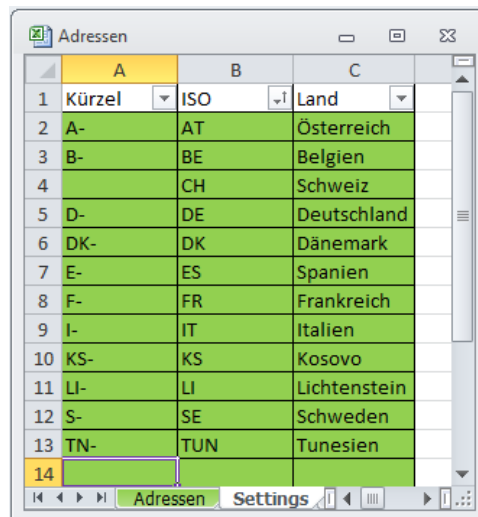 Adressen
A B C
1 Kürzel ISO Land
2 A- AT Österreich
3 B- BE Belgien
4 CH Schweiz
5 D- DE Deutschland
6 DK- DK Dänemark
7 E- ES Spanien
8 F- FR Frankreich
9 I- IT Italien
10 KS- KS Kosovo
11 LI- LI Lichtenstein
12 S- SE Schweden
13 TN- TUN Tunesien
14
Adressen Settings